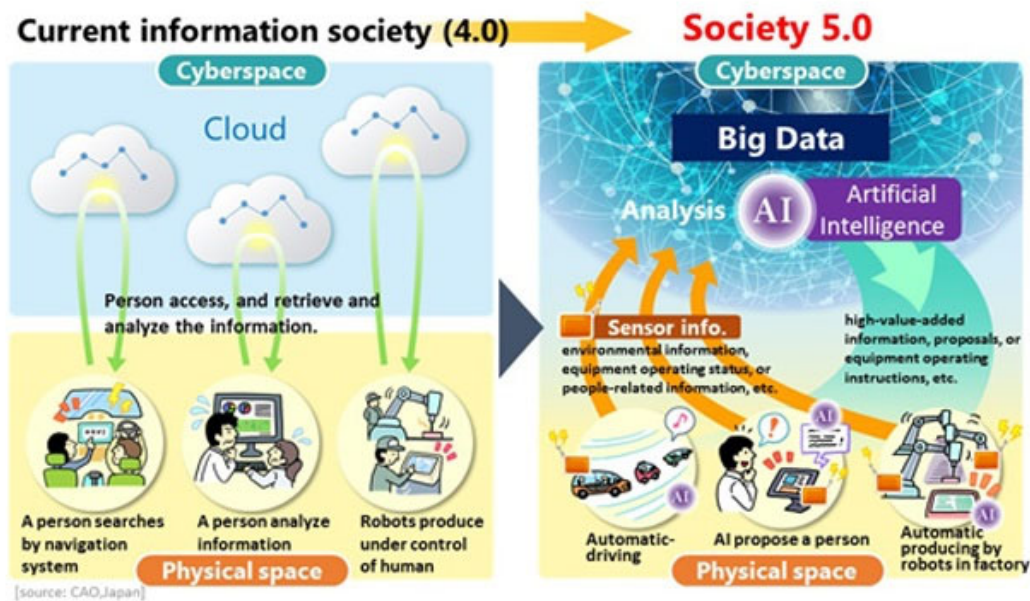 Current information society (4.0)
Society 5.0
Cyberspace
Cloud
Person access, and retrieve and
analyze the information.
A person searches
by navigation
system
A person analyze
information
Robots produce
under control
of human
Physical space
[source: CAO,Japan]
Cyberspace
Big Data
Analysis
AI
Artificial
Intelligence
Sensor info.
environmental information,
equipment operating status, or
people-related information, etc.
high-value-added
information, proposals, or
equipment operating
instructions, etc.
AI
AI
AI
Automatic-
driving
AI propose a person
Automatic
producing by
robots in factory
Physical space